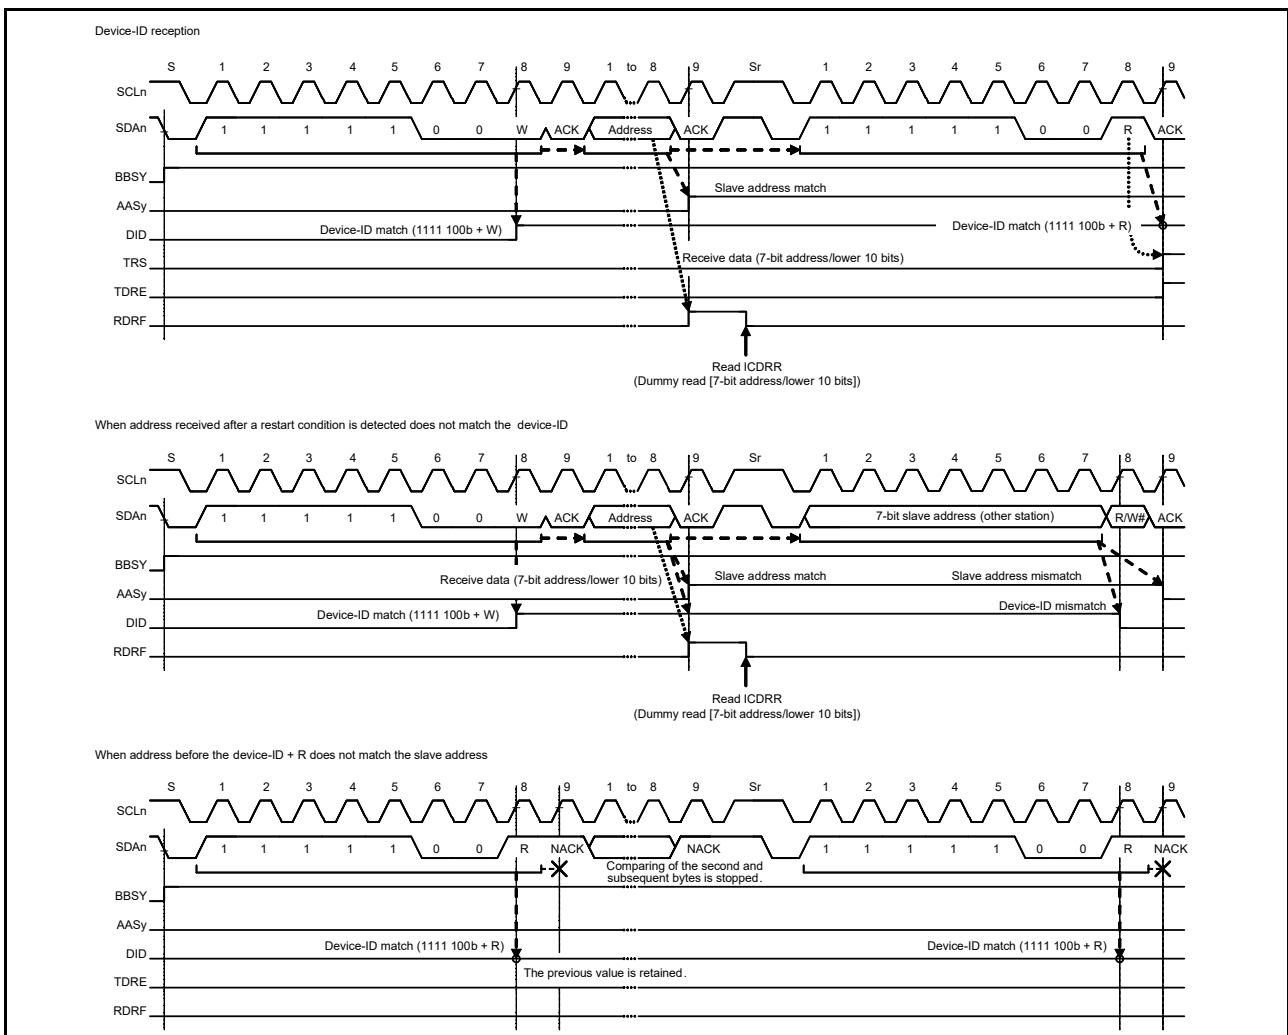 Device-ID reception
S 1 2 3 4 5 6 7 8 9 1 to 8 9 Sr 1 2 3 4 5 6 7 8 9
SCLn
SDAn 1 1 1 1 1 0 0 W ACK Address ACK 1 1 1 1 1 0 0 R ACK
BBSY
Slave address match
AASy
Device-ID match (1111 100b + W) Device-ID match (1111 100b + R)
DID
Receive data (7-bit address/lower 10 bits)
TRS
TDRE
RDRF
Read ICDRR
(Dummy read [7-bit address/lower 10 bits])
When address received after a restart condition is detected does not match the device-ID
S 1 2 3 4 5 6 7 8 9 1 to 8 9 Sr 1 2 3 4 5 6 7 8 9
SCLn
SDAn 1 1 1 1 1 0 0 W ACK Address ACK 7-bit slave address (other station) R/W# ACK
BBSY
Receive data (7-bit address/lower 10 bits) Slave address match Slave address mismatch
AASy
Device-ID match (1111 100b + W) Device-ID mismatch
DID
RDRF
Read ICDRR
(Dummy read [7-bit address/lower 10 bits])
When address before the device-ID + R does not match the slave address
S 1 2 3 4 5 6 7 8 9 1 to 8 9 Sr 1 2 3 4 5 6 7 8 9
SCLn
SDAn 1 1 1 1 1 0 0 R NACK NACK 1 1 1 1 1 0 0 R NACK
Comparing of the second and
subsequent bytes is stopped.
BBSY
AASy
Device-ID match (1111 100b + R) Device-ID match (1111 100b + R)
DID
The previous value is retained.
TDRE
RDRF